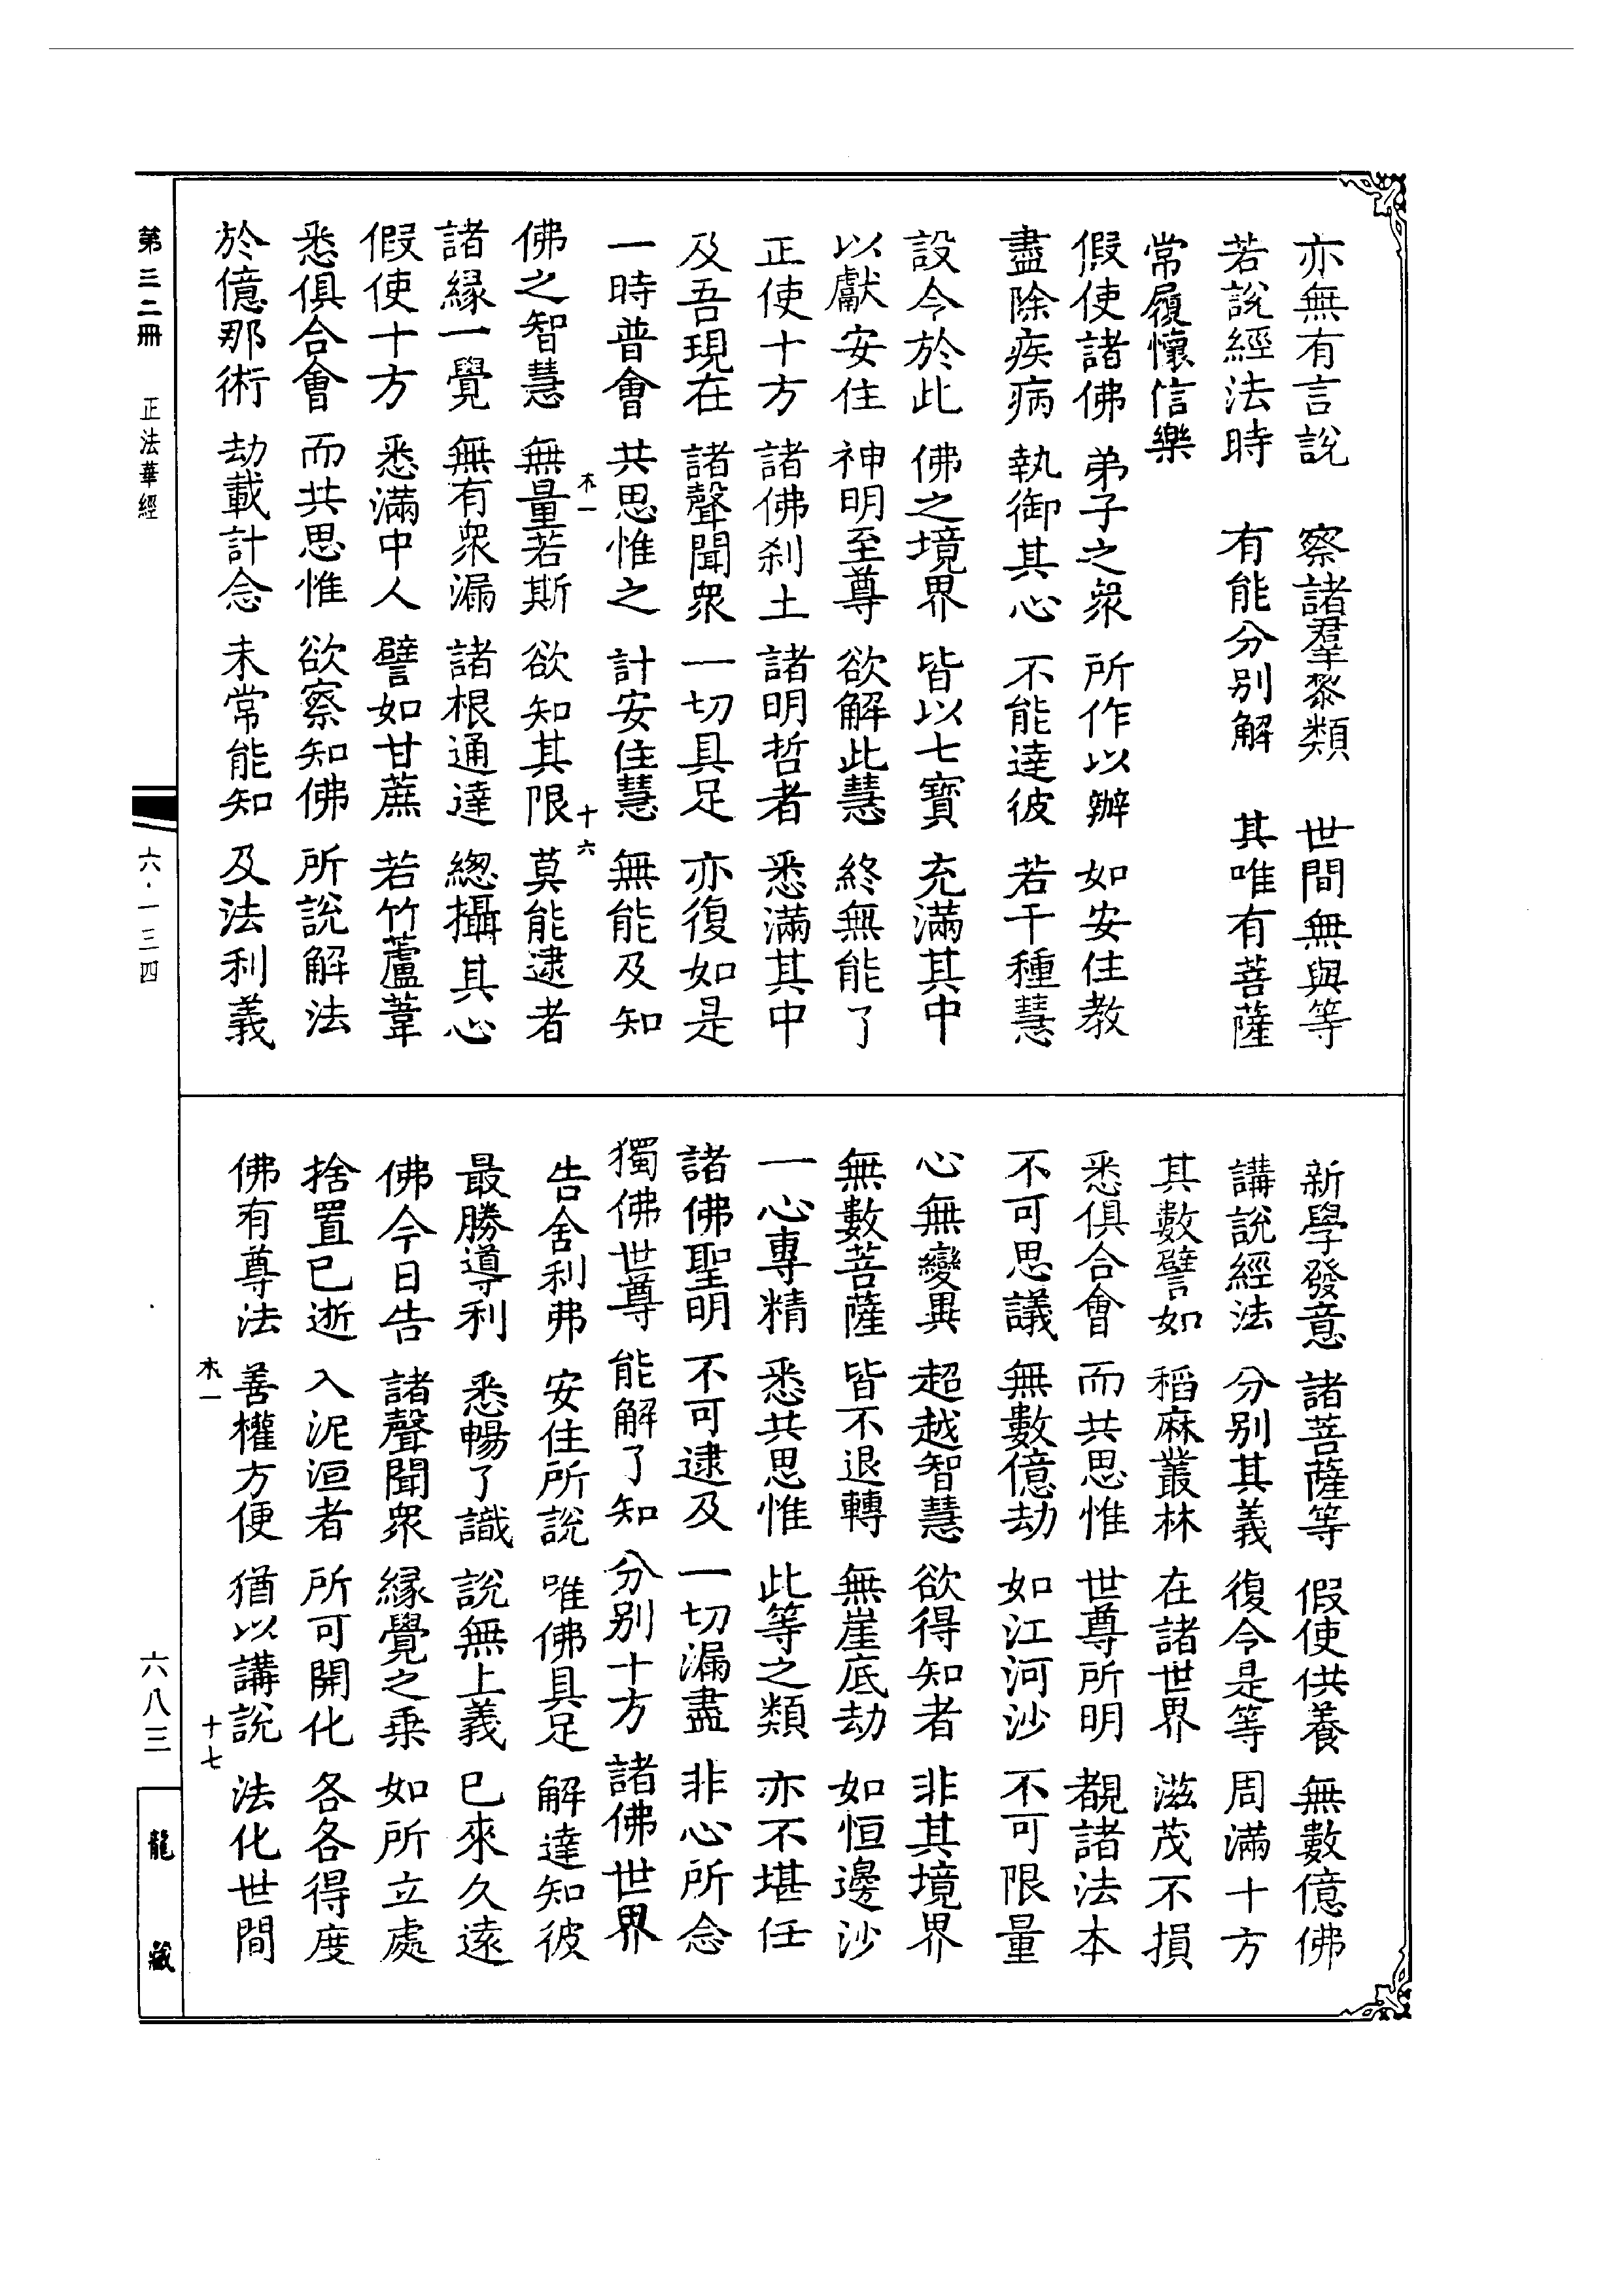 亦無有言說　察諸羣黎類　世間無與等
若說經法時　有能分別解　其唯有菩薩
常履懷信樂
假使諸佛　弟子之衆　所作以辦　如安住教
盡除疾病　執御其心　不能達彼　若干種慧
設令於此　佛之境界　皆以七寶　充滿其中
以獻安住　神明至尊　欲解此慧　終無能了
正使十方　諸佛刹土　諸明哲者　悉滿其中
及吾現在　諸聲聞衆　一切具足　亦復如是
一時普會　共思惟之　計安住慧　無能及知
木一　十六
佛之智慧　無量若斯　欲知其限　莫能逮者
諸緣一覺　無有衆漏　諸根通達　緫攝其心
假使十方　悉滿中人　譬如甘蔗　若竹蘆葦
悉俱合會　而共思惟　欲察知佛　所說解法
於億那術　劫載計念　未常能知　及法利義
新學發意　諸菩薩等　假使供養　無數億佛
講說經法　分別其義　復令是等　周滿十方
其數譬如　稻麻叢林　在諸世界　滋茂不損
悉俱合會　而共思惟　世尊所明　覩諸法本
不可思議　無數億劫　如江河沙　不可限量
心無變異　超越智慧　欲得知者　非其境界
無數菩薩　皆不退轉　無崖底劫　如恒邊沙
一心專精　悉共思惟　此等之類　亦不堪任
諸佛聖明　不可逮及　一切漏盡　非心所念
獨佛世尊　能解了知　分別十方　諸佛世界
告舍利弗　安住所說　唯佛具足　解達知彼
最勝導利　悉暢了識　說無上義　已來久遠
佛今日告　諸聲聞衆　緣覺之乘　如所立處
捨置已逝　入泥洹者　所可開化　各各得度
佛有尊法　善權方便　猶以講說　法化世間
木一　十七
第三二冊　正法華經　六·一三四　六八三　龍藏